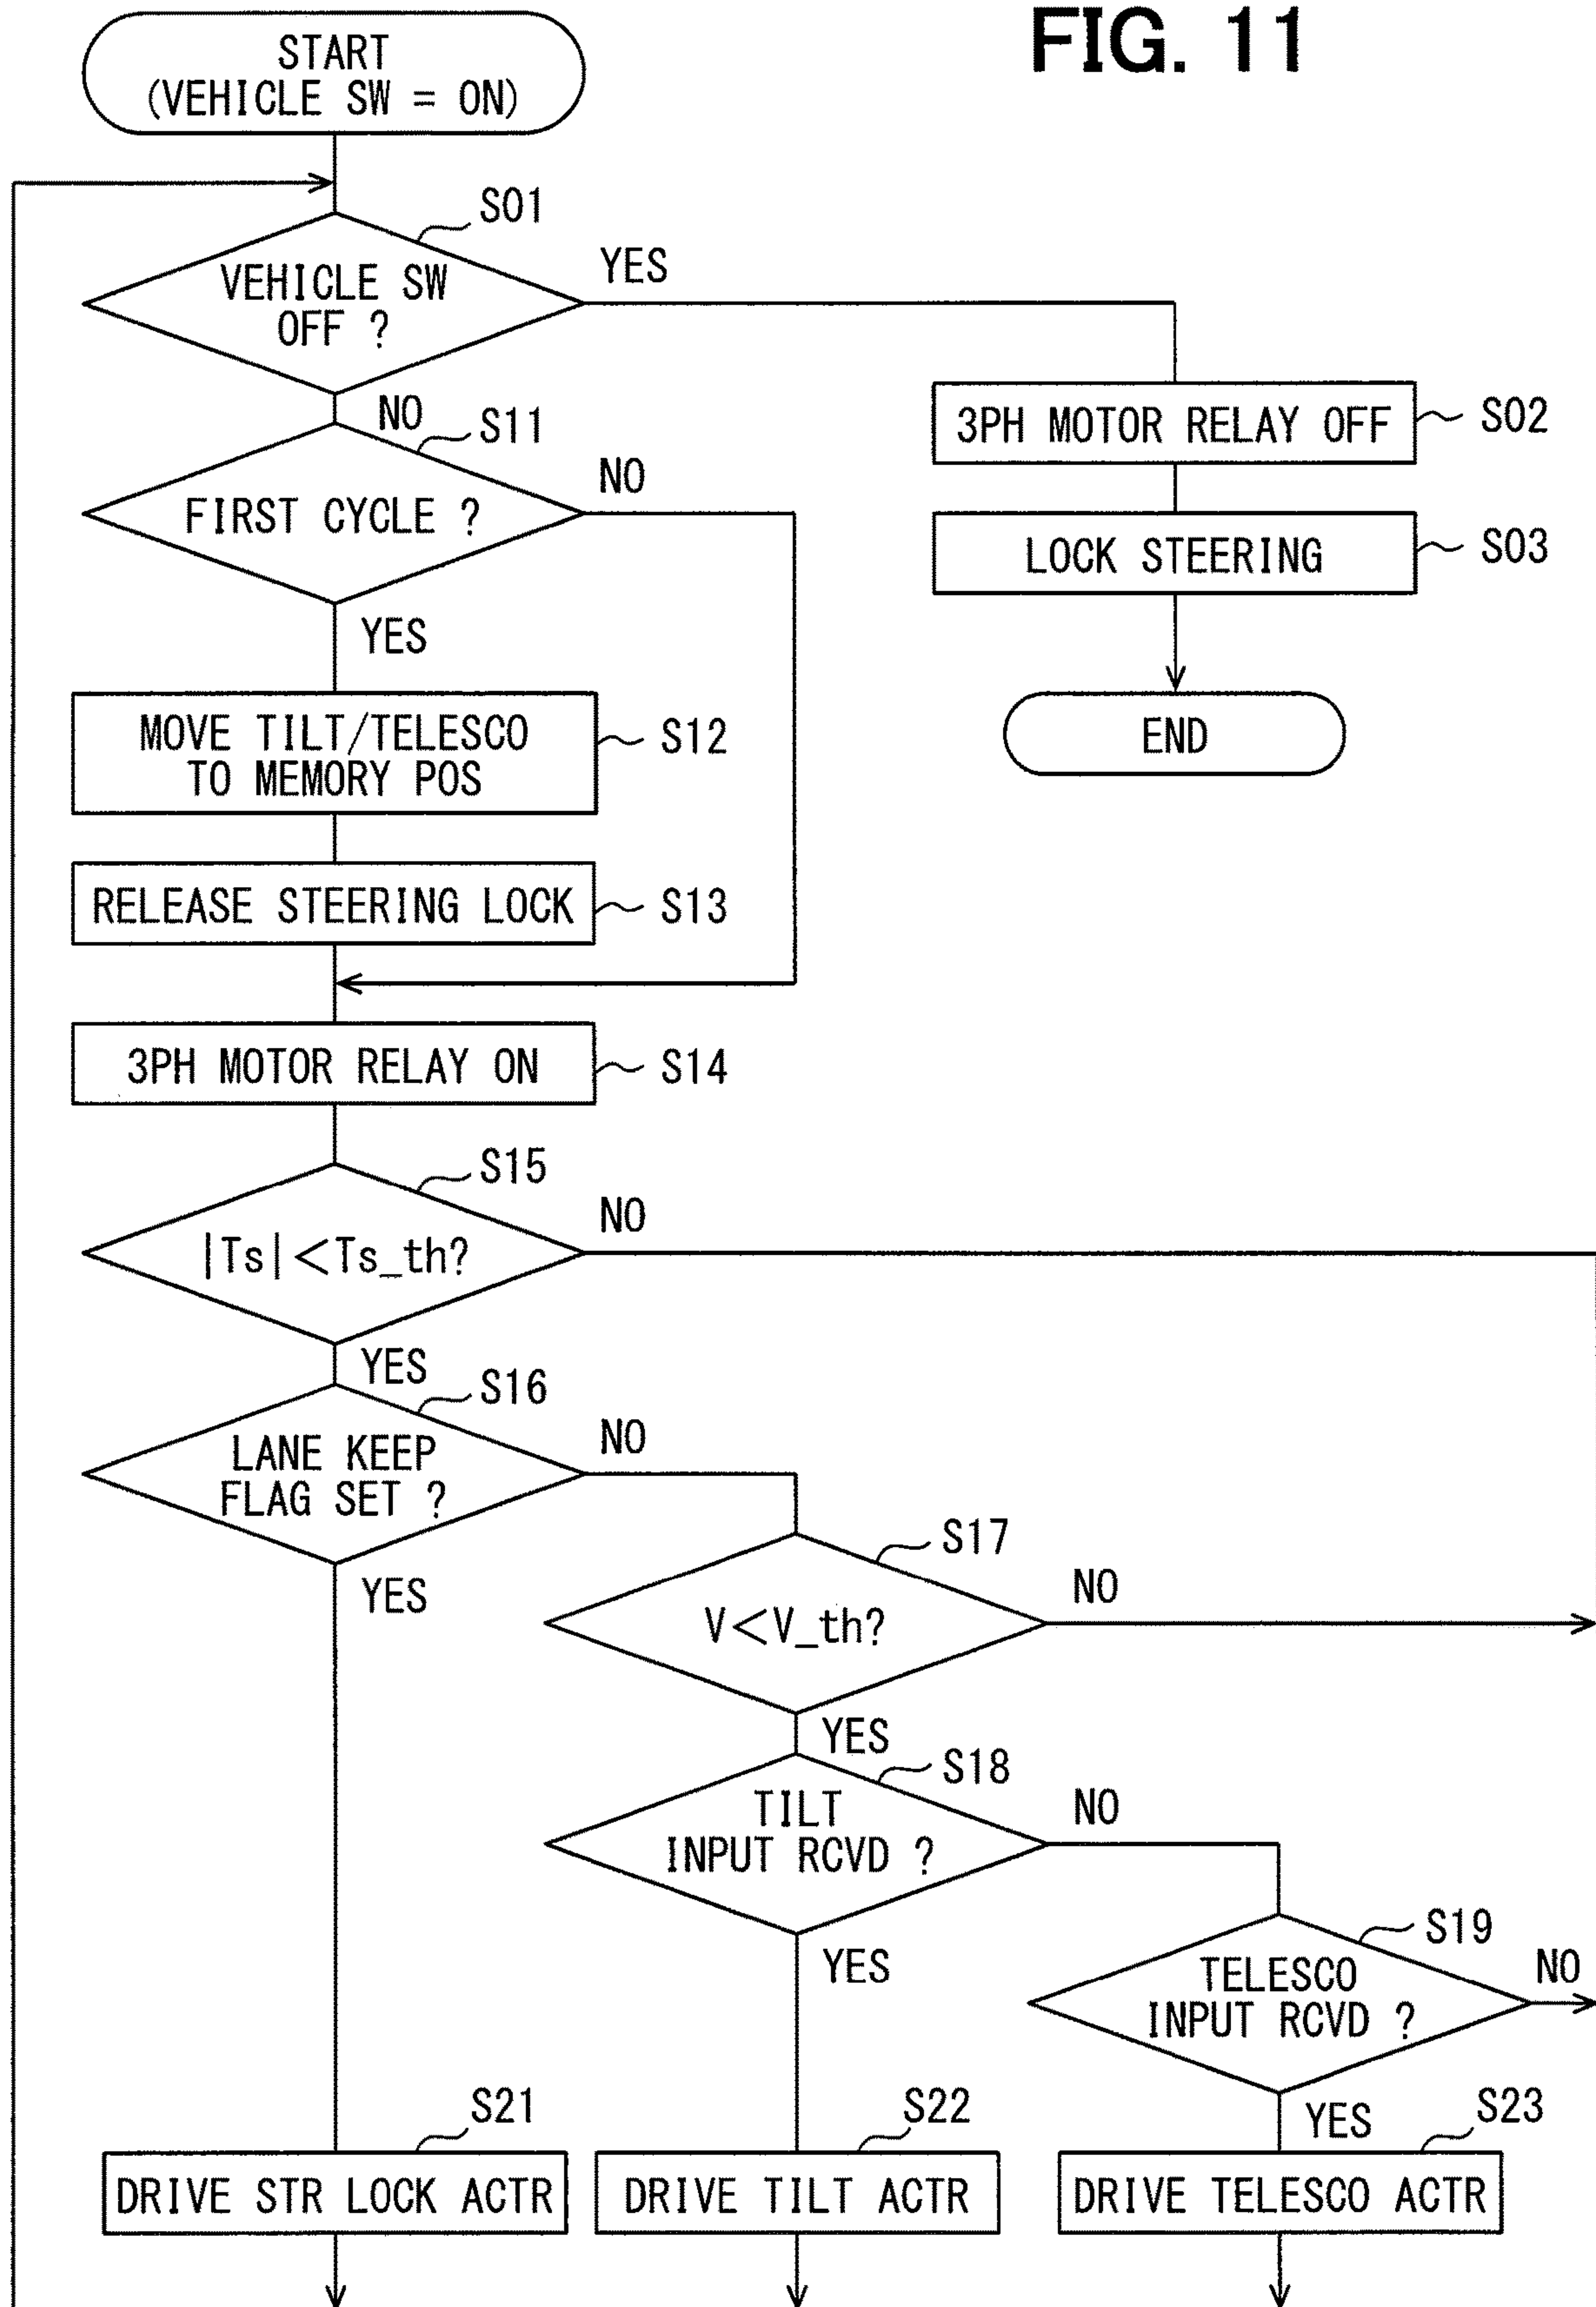 FIG. 11
START
(VEHICLE SW = ON)
S01
VEHICLE SW
OFF ?
YES
NO
S02
3PH MOTOR RELAY OFF
S11
FIRST CYCLE ?
NO
S03
LOCK STEERING
YES
END
MOVE TILT/TELESCO
TO MEMORY POS
S12
RELEASE STEERING LOCK
S13
3PH MOTOR RELAY ON
S14
S15
|Ts|<Ts_th?
NO
YES
S16
LANE KEEP
FLAG SET ?
NO
YES
S17
V<V_th?
NO
YES
S18
TILT
INPUT RCVD ?
NO
YES
S19
TELESCO
INPUT RCVD ?
NO
YES
S21
DRIVE STR LOCK ACTR
S22
DRIVE TILT ACTR
S23
DRIVE TELESCO ACTR